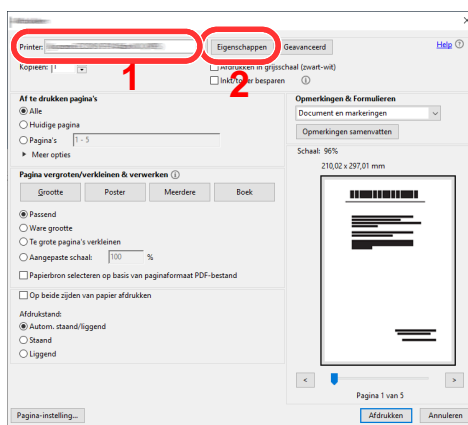 Printer:
Eigenschappen
Geavanceerd
Help
1
2
Kopieën: 1
Afdrukken in grijsschaal (zwart-wit)
Inkt/toner besparen
Af te drukken pagina's
Alle
Huidige pagina
Pagina's 1 - 5
Meer opties
Pagina vergroten/verkleinen & verwerken
Grootte
Poster
Meerdere
Boek
Passend
Ware grootte
Te grote pagina's verkleinen
Aangepaste schaal: 100 %
Papierbron selecteren op basis van paginaformaat PDF-bestand
Op beide zijden van papier afdrukken
Afdrukstand:
Autom. staand/liggend
Staand
Liggend
Opmerkingen & Formulieren
Document en markeringen
Opmerkingen samenvatten
Schaal: 96%
210,02 x 297,01 mm
<
>
Pagina 1 van 5
Pagina-instelling...
Afdrukken
Annuleren